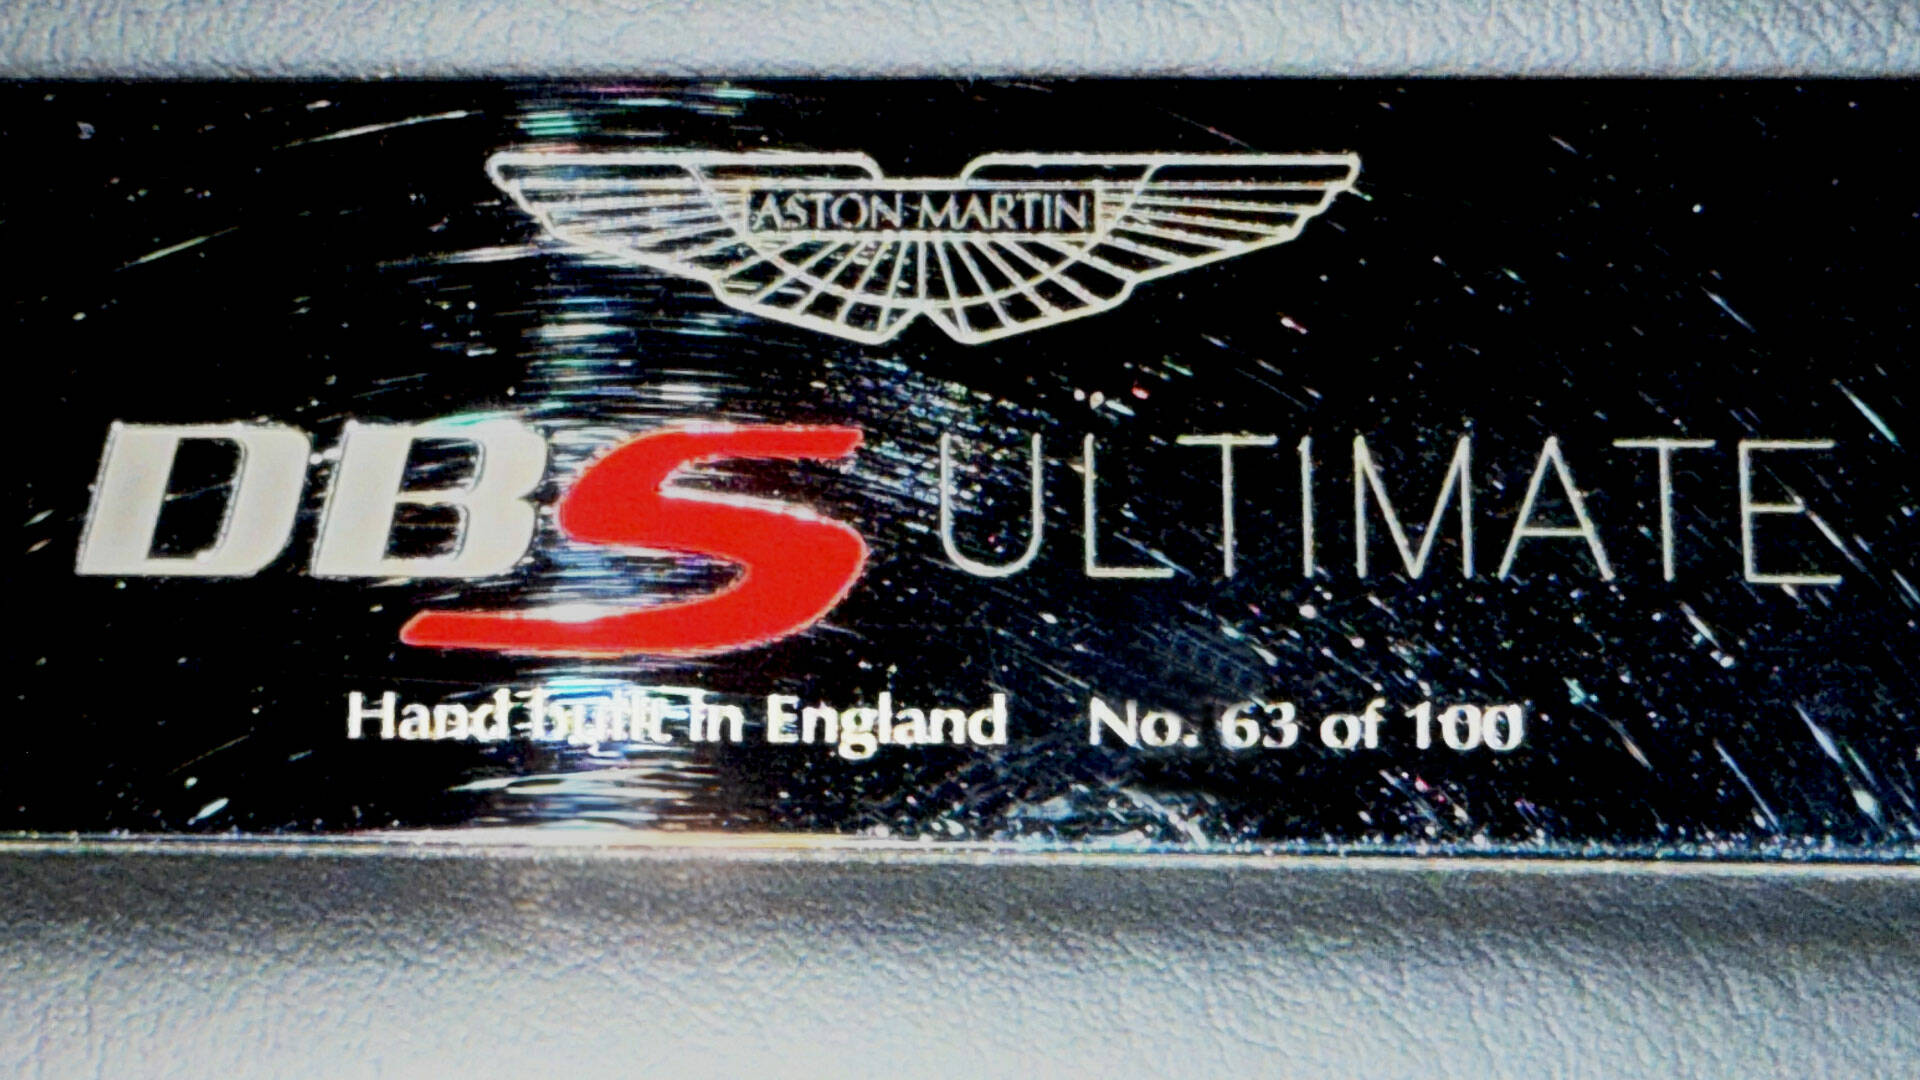 ASTON MARTIN
DBS ULTIMATE
Hand built in England No. 63 of 100